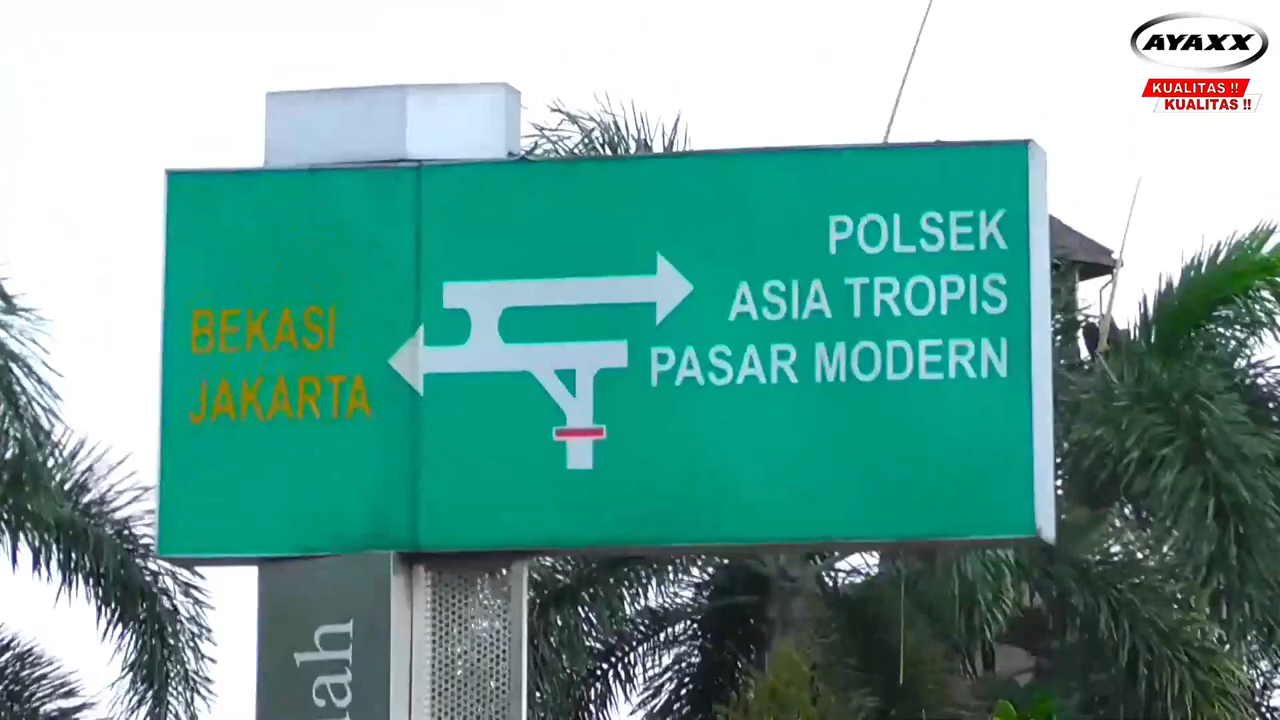 AYAXX
KUALITAS !!
KUALITAS !!
POLSEK
ASIA TROPIS
PASAR MODERN
BEKASI
JAKARTA
ah